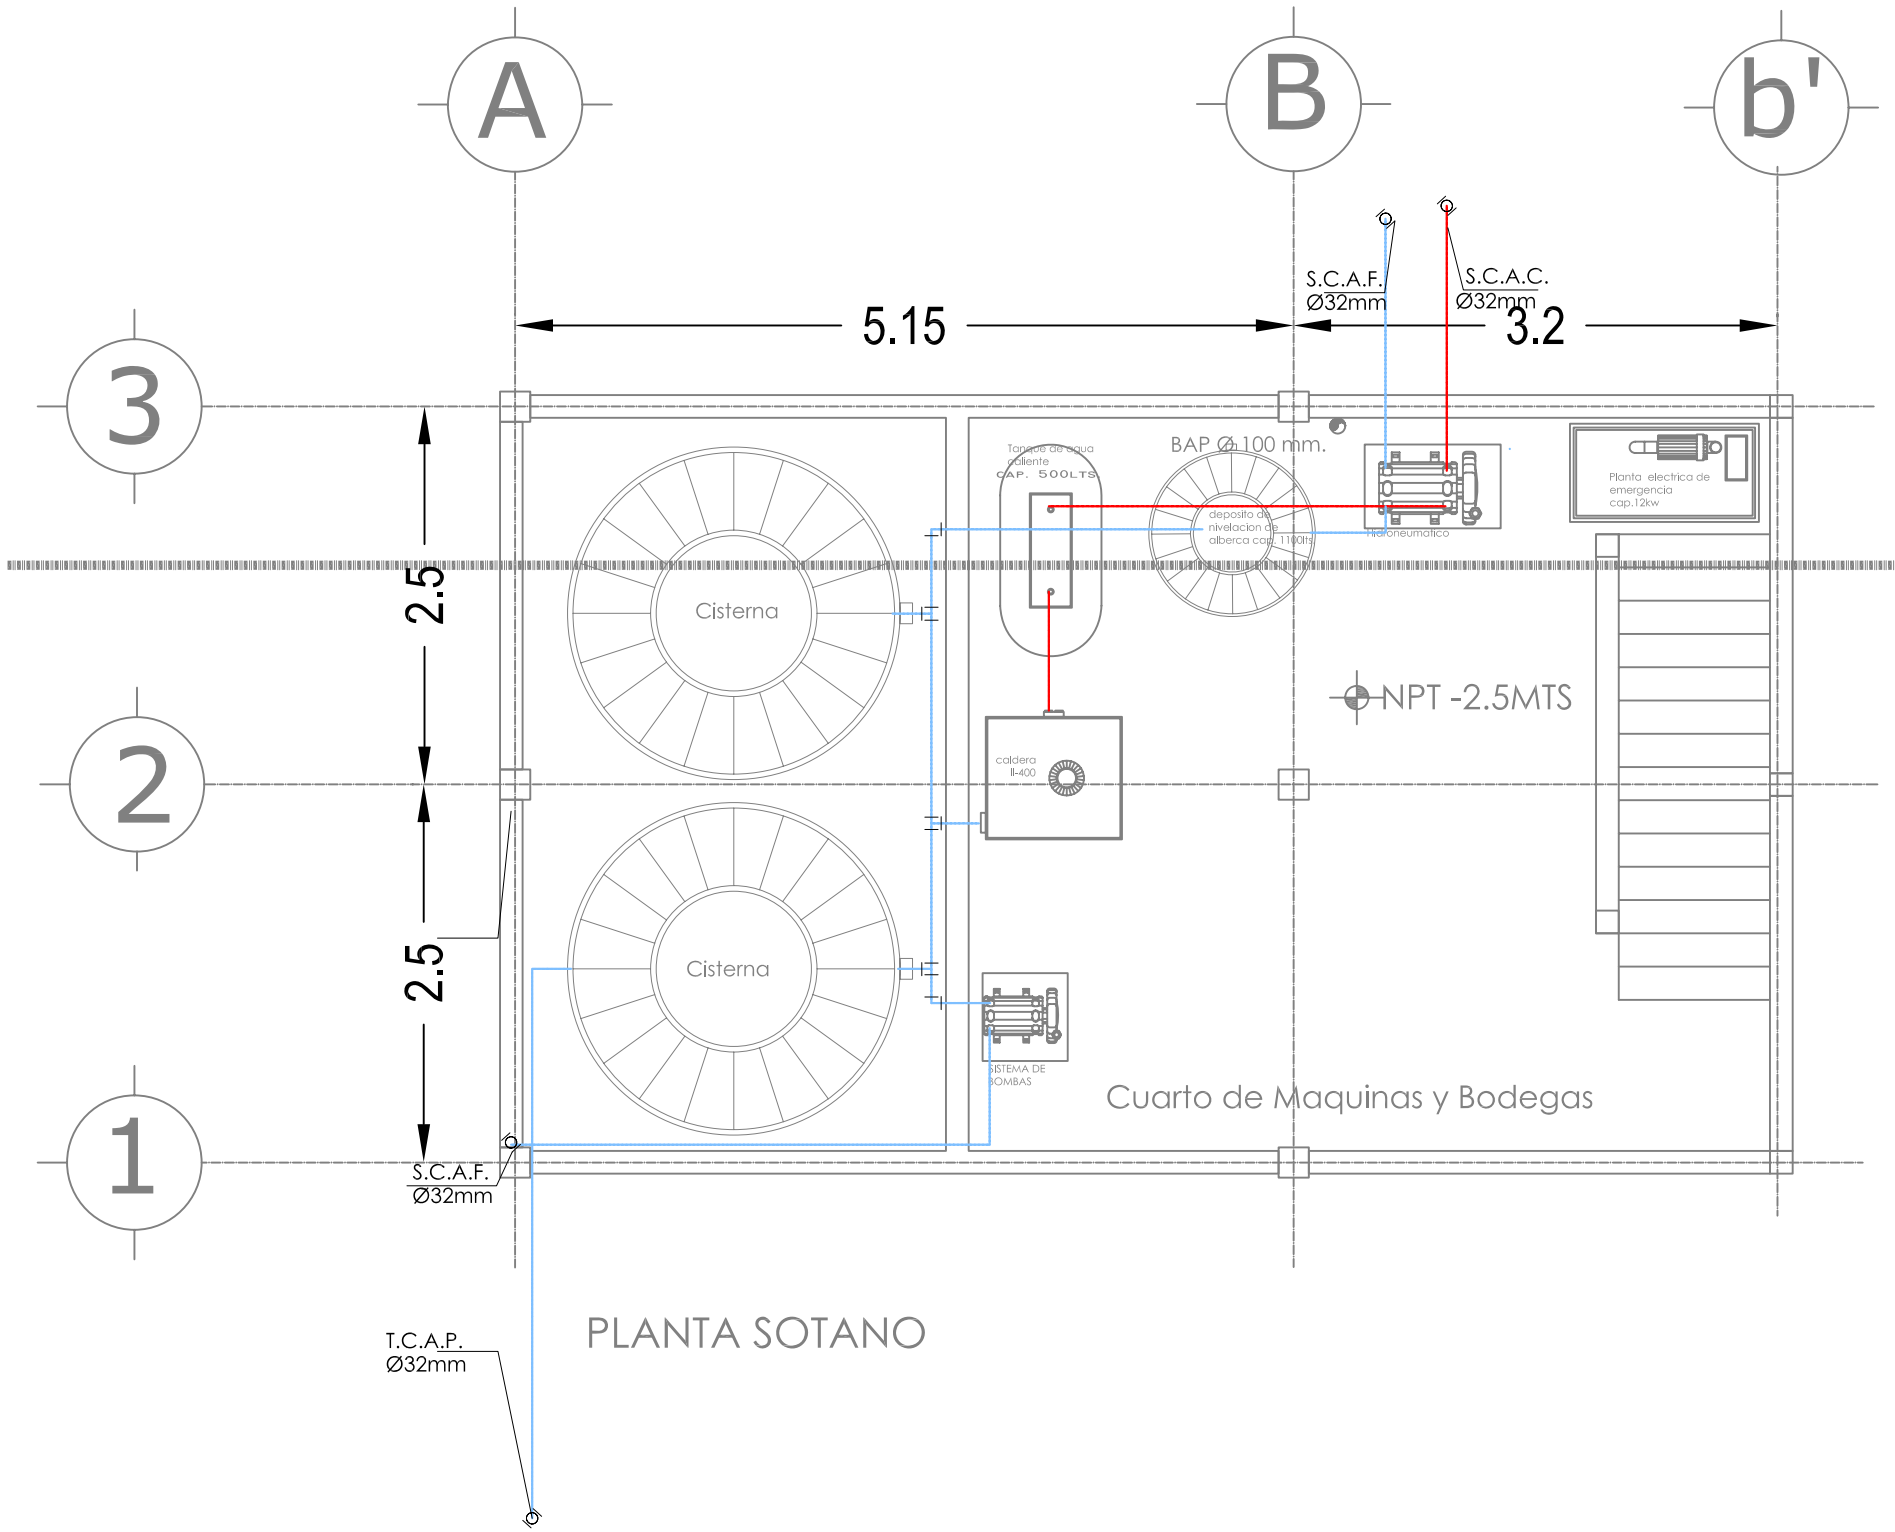 A
B
b'
S.C.A.F.
Ø32mm
S.C.A.C.
Ø32mm
5.15
3.2
3
Tanque de agua
caliente
CAP. 500LTS
BAP Ø 100 mm.
Planta electrica de
emergencia
cap.12kw
deposito de
nivelacion de
alberca cap. 1100lts
Hidroneumatico
2.5
Cisterna
NPT -2.5MTS
2
caldera
ll-400
2.5
Cisterna
SISTEMA DE
BOMBAS
Cuarto de Maquinas y Bodegas
1
S.C.A.F.
Ø32mm
T.C.A.P.
Ø32mm
PLANTA SOTANO